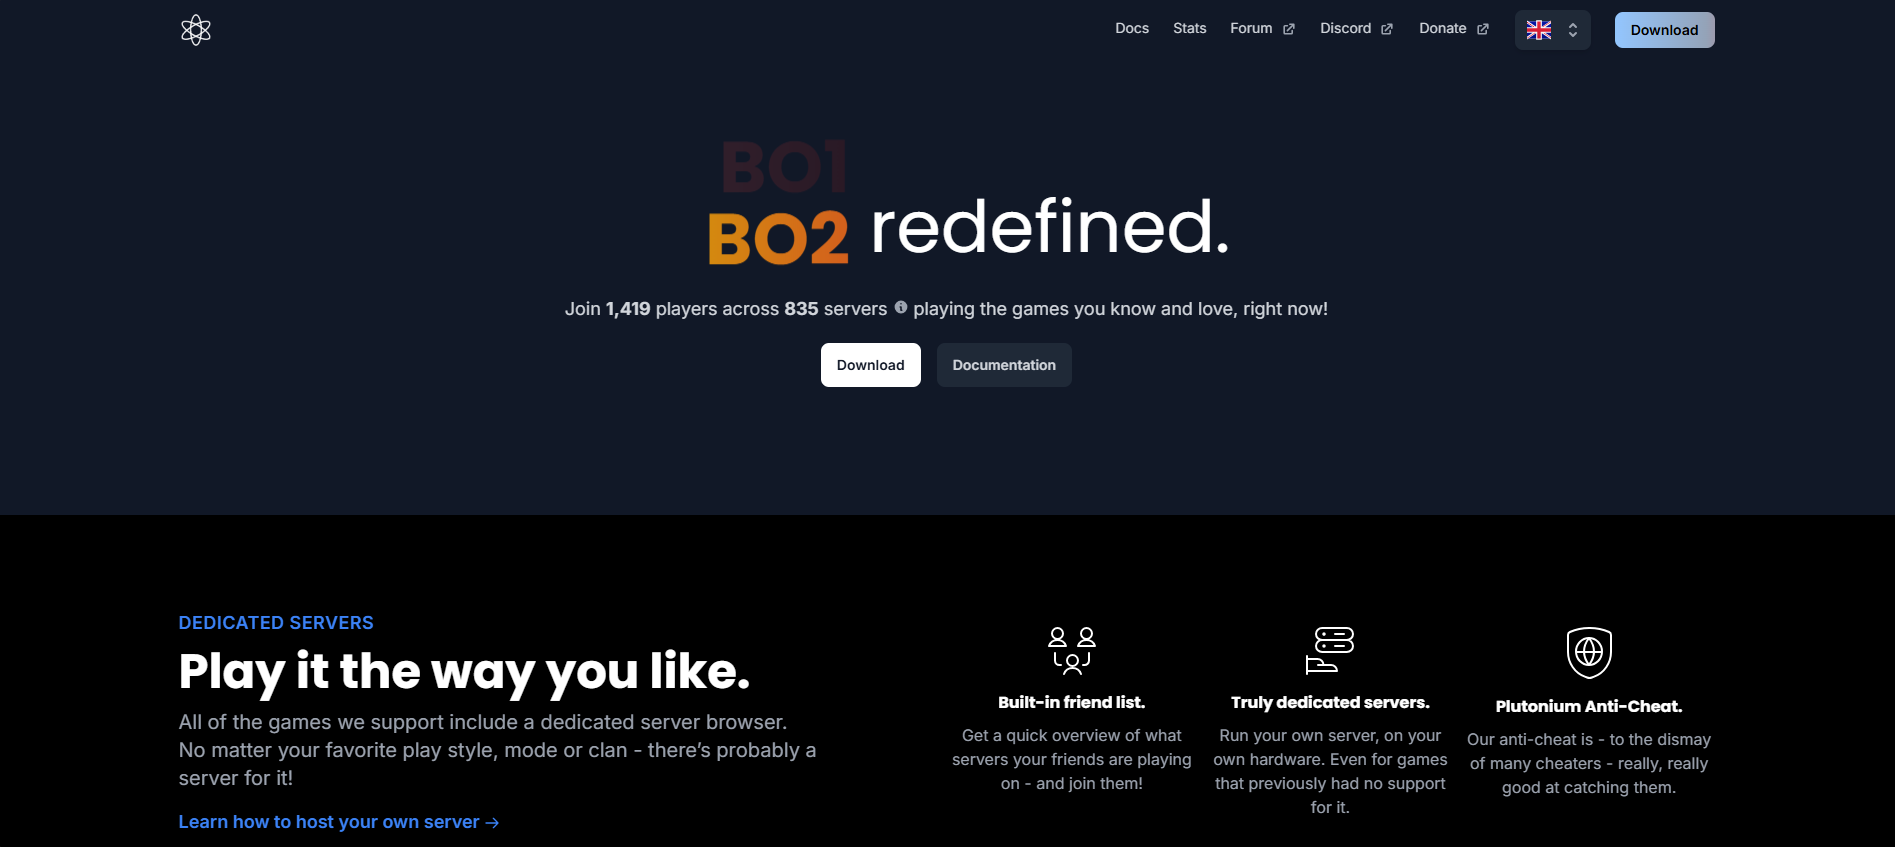 Docs Stats Forum Discord Donate Download
BO1
BO2 redefined.
Join 1,419 players across 835 servers playing the games you know and love, right now!
Download Documentation
DEDICATED SERVERS
Play it the way you like.
All of the games we support include a dedicated server browser.
No matter your favorite play style, mode or clan - there’s probably a
server for it!
Learn how to host your own server →
Built-in friend list.
Get a quick overview of what
servers your friends are playing
on - and join them!
Truly dedicated servers.
Run your own server, on your
own hardware. Even for games
that previously had no support
for it.
Plutonium Anti-Cheat.
Our anti-cheat is - to the dismay
of many cheaters - really, really
good at catching them.